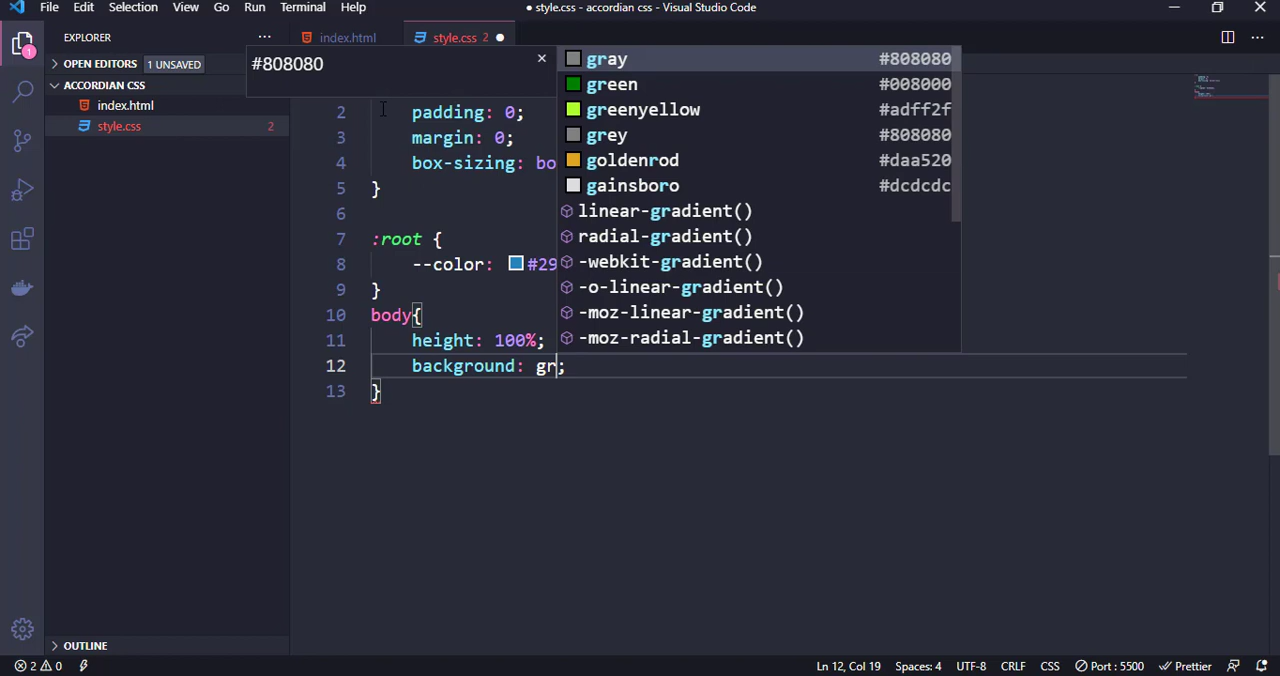 File Edit Selection View Go Run Terminal Help
● style.css - accordian css - Visual Studio Code
EXPLORER ···
index.html
style.css 2 ●
OPEN EDITORS 1 UNSAVED
ACCORDIAN CSS
index.html
style.css 2
1
#808080
gray #808080
green #008000
greenyellow #adff2f
grey #808080
goldenrod #daa520
gainsboro #dcdcdc
linear-gradient()
radial-gradient()
-webkit-gradient()
-o-linear-gradient()
-moz-linear-gradient()
-moz-radial-gradient()
2 padding: 0;
3 margin: 0;
4 box-sizing: bo
5 }
6
7 :root {
8 --color: #29
9 }
10 body{
11 height: 100%;
12 background: gr;
13 }
OUTLINE
2 0 Ln 12, Col 19 Spaces: 4 UTF-8 CRLF CSS Port : 5500 Prettier